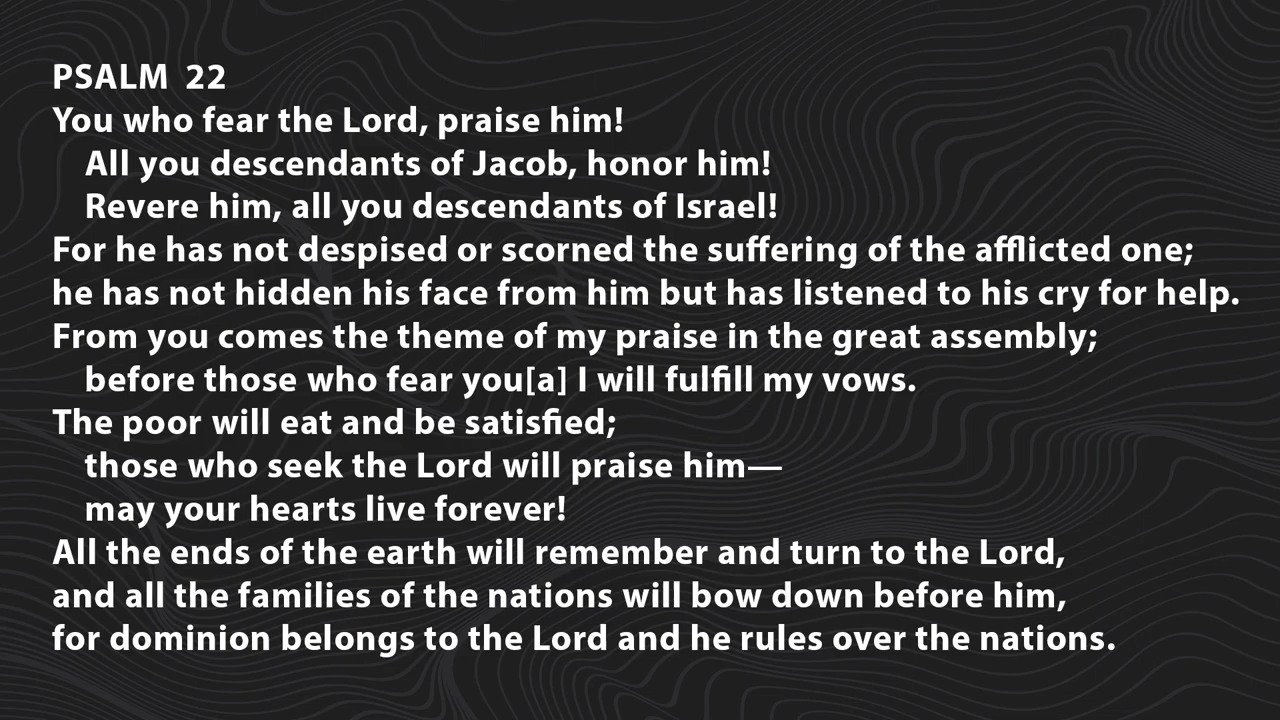 PSALM 22
You who fear the Lord, praise him!
All you descendants of Jacob, honor him!
Revere him, all you descendants of Israel!
For he has not despised or scorned the suffering of the afflicted one;
he has not hidden his face from him but has listened to his cry for help.
From you comes the theme of my praise in the great assembly;
before those who fear you[a] I will fulfill my vows.
The poor will eat and be satisfied;
those who seek the Lord will praise him—
may your hearts live forever!
All the ends of the earth will remember and turn to the Lord,
and all the families of the nations will bow down before him,
for dominion belongs to the Lord and he rules over the nations.